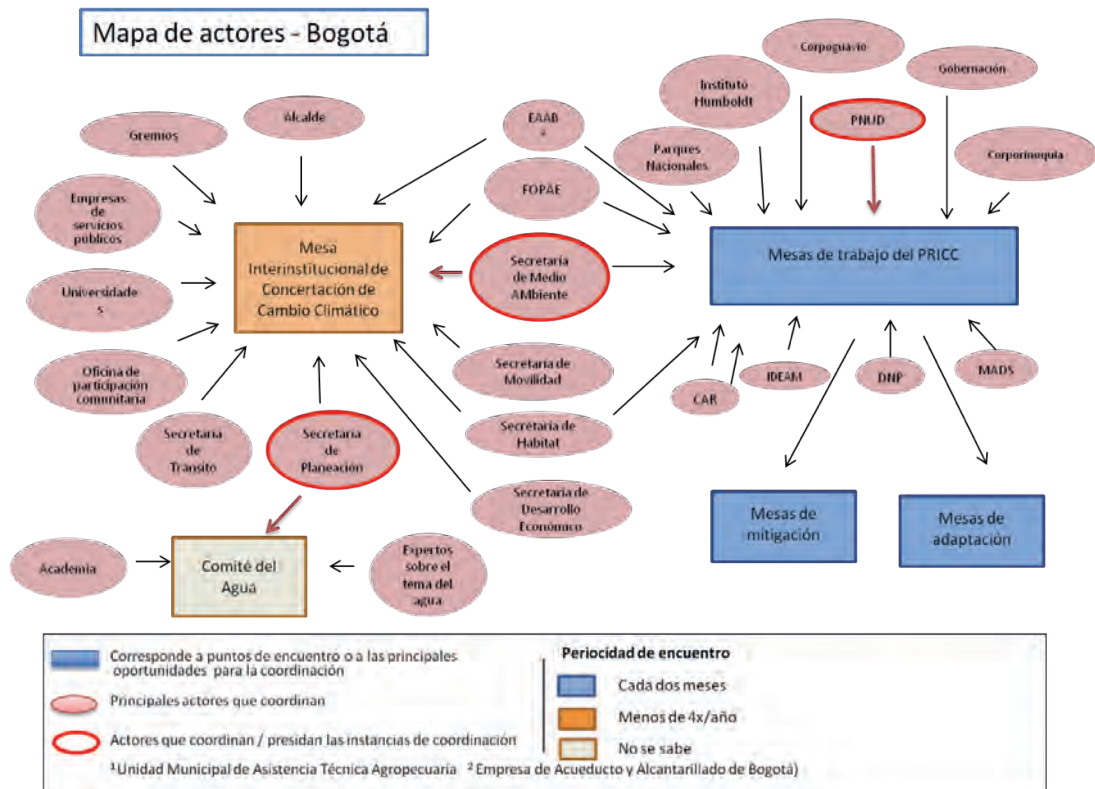 Mapa de actores - Bogotá
Corpoguavio
Gobernación
Instituto
Humboldt
PNUD
Alcalde
EAAB
2
Gremios
Parques
Nacionales
Corporinoquia
Empresas
de
servicios
públicos
FOPAE
Mesa
Interinstitucional de
Concertación de
Cambio Climático
Secretaria
de Medio
AMbiente
Mesas de trabajo del PRICC
Universidade
s
Oficina de
participación
comunitaria
Secretaria de
Movilidad
CAR
IDEAM
DNP
MADS
Secretaria
de
Tránsito
Secretaria
de
Planeación
Secretaria de
Habitat
Secretaria de
Desarrollo
Económico
Mesas de
mitigación
Mesas de
adaptación
Academia
Comité del
Agua
Expertos
sobre el
tema del
agua
Corresponde a puntos de encuentro o a las principales
oportunidades para la coordinación
Principales actores que coordinan
Actores que coordinan / presidan las instancias de coordinación
¹Unidad Municipal de Asistencia Técnica Agropecuaria ²Empresa de Acueducto y Alcantarillado de Bogotá)
Periocidad de encuentro
Cada dos meses
Menos de 4x/año
No se sabe